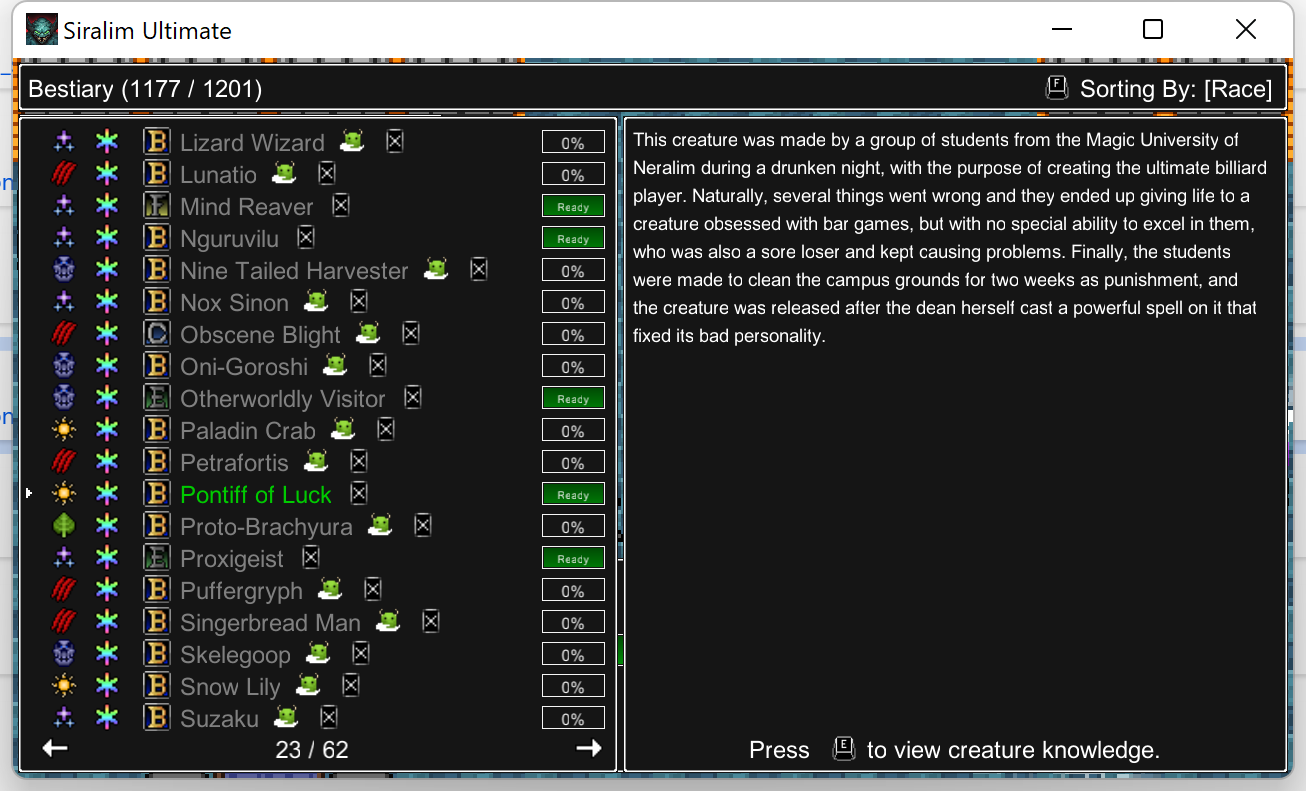 Siralim Ultimate
Bestiary (1177 / 1201)
F Sorting By: [Race]
B Lizard Wizard 0%
B Lunatio 0%
F Mind Reaver Ready
B Nguruvilu Ready
B Nine Tailed Harvester 0%
B Nox Sinon 0%
C Obscene Blight 0%
B Oni-Goroshi 0%
E Otherworldly Visitor Ready
B Paladin Crab 0%
B Petrafortis 0%
B Pontiff of Luck Ready
B Proto-Brachyura 0%
E Proxigeist Ready
B Puffergryph 0%
B Singerbread Man 0%
B Skelegoop 0%
B Snow Lily 0%
B Suzaku 0%
23 / 62
This creature was made by a group of students from the Magic University of
Neralim during a drunken night, with the purpose of creating the ultimate billiard
player. Naturally, several things went wrong and they ended up giving life to a
creature obsessed with bar games, but with no special ability to excel in them,
who was also a sore loser and kept causing problems. Finally, the students
were made to clean the campus grounds for two weeks as punishment, and
the creature was released after the dean herself cast a powerful spell on it that
fixed its bad personality.
Press E to view creature knowledge.